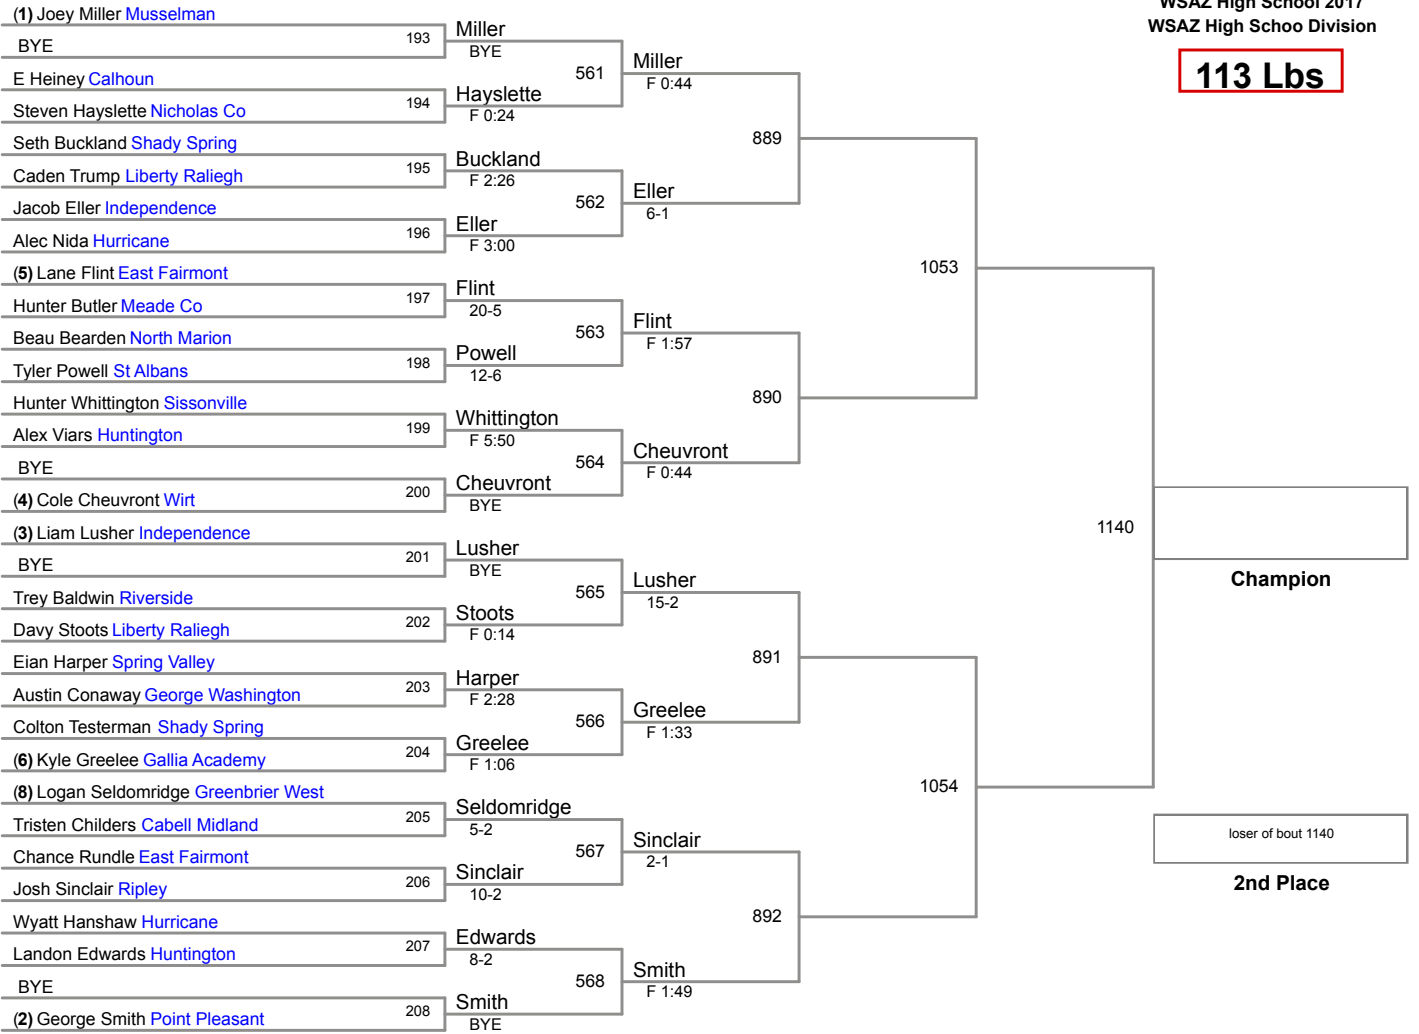 WSAZ High School 2017
WSAZ High Schoo Division
113 Lbs
(1) Joey Miller Musselman
BYE
E Heiney Calhoun
Steven Hayslette Nicholas Co
Seth Buckland Shady Spring
Caden Trump Liberty Raliegh
Jacob Eller Independence
Alec Nida Hurricane
(5) Lane Flint East Fairmont
Hunter Butler Meade Co
Beau Bearden North Marion
Tyler Powell St Albans
Hunter Whittington Sissonville
Alex Viars Huntington
BYE
(4) Cole Cheuvront Wirt
(3) Liam Lusher Independence
BYE
Trey Baldwin Riverside
Davy Stoots Liberty Raliegh
Eian Harper Spring Valley
Austin Conaway George Washington
Colton Testerman Shady Spring
(6) Kyle Greelee Gallia Academy
(8) Logan Seldomridge Greenbrier West
Tristen Childers Cabell Midland
Chance Rundle East Fairmont
Josh Sinclair Ripley
Wyatt Hanshaw Hurricane
Landon Edwards Huntington
BYE
(2) George Smith Point Pleasant
193
194
195
196
197
198
199
200
201
202
203
204
205
206
207
208
Miller
BYE
Hayslette
F 0:24
Buckland
F 2:26
Eller
F 3:00
Flint
20-5
Powell
12-6
Whittington
F 5:50
Cheuvront
BYE
Lusher
BYE
Stoots
F 0:14
Harper
F 2:28
Greelee
F 1:06
Seldomridge
5-2
Sinclair
10-2
Edwards
8-2
Smith
BYE
561
562
563
564
565
566
567
568
Miller
F 0:44
Eller
6-1
Flint
F 1:57
Cheuvront
F 0:44
Lusher
15-2
Greelee
F 1:33
Sinclair
2-1
Smith
F 1:49
889
890
891
892
1053
1054
1140
Champion
loser of bout 1140
2nd Place